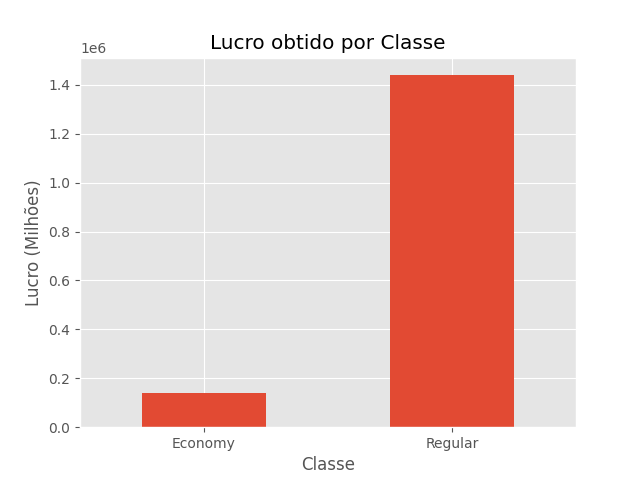 Lucro obtido por Classe
1e6
1.4
1.2
1.0
0.8
0.6
0.4
0.2
0.0
Lucro (Milhões)
Economy
Regular
Classe